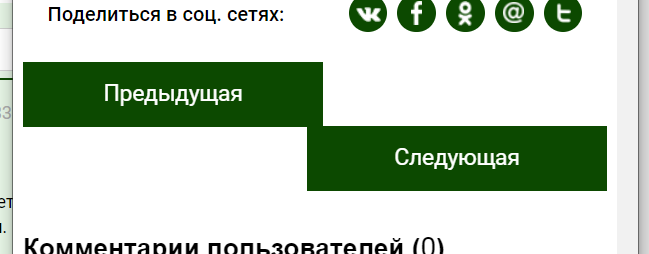 Поделиться в соц. сетях:
Предыдущая
Следующая
Комментарии пользователей (0)